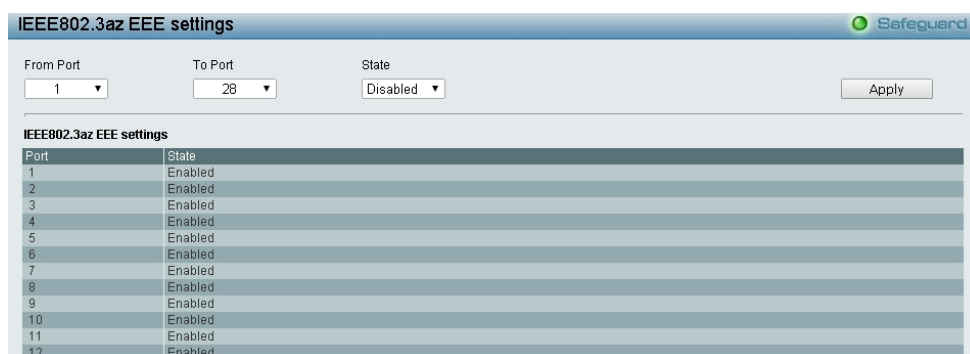 IEEE802.3az EEE settings Safeguard
From Port To Port State
1 28 Disabled Apply
IEEE802.3az EEE settings
Port State
1 Enabled
2 Enabled
3 Enabled
4 Enabled
5 Enabled
6 Enabled
7 Enabled
8 Enabled
9 Enabled
10 Enabled
11 Enabled
12 Enabled